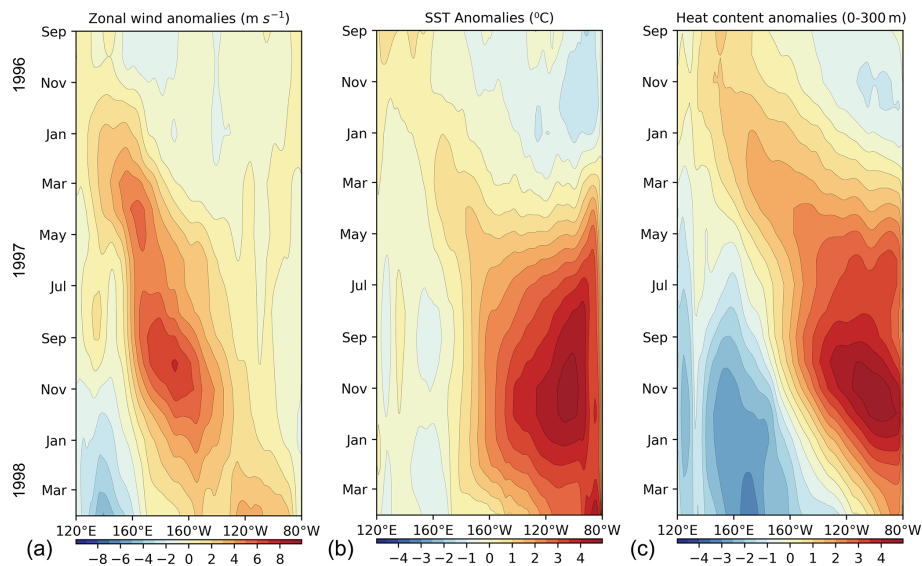 Zonal wind anomalies (m s⁻¹)
SST Anomalies (⁰C)
Heat content anomalies (0-300 m)
1996
1997
1998
Sep
Nov
Jan
Mar
May
Jul
Sep
Nov
Jan
Mar
120°E 160°E 160°W 120°W 80°W
(a)
−8 −6 −4 −2 0 2 4 6 8
Sep
Nov
Jan
Mar
May
Jul
Sep
Nov
Jan
Mar
120°E 160°E 160°W 120°W 80°W
(b)
−4 −3 −2 −1 0 1 2 3 4
Sep
Nov
Jan
Mar
May
Jul
Sep
Nov
Jan
Mar
120°E 160°E 160°W 120°W 80°W
(c)
−4 −3 −2 −1 0 1 2 3 4